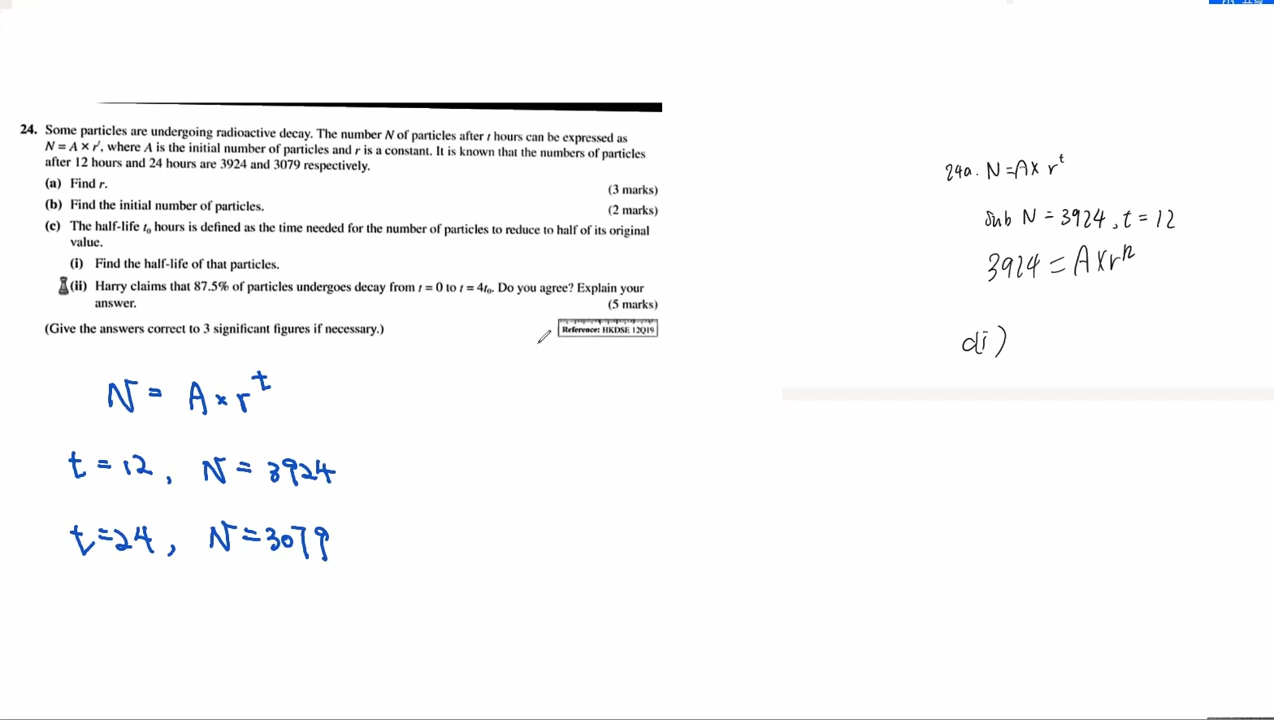 24. Some particles are undergoing radioactive decay. The number N of particles after t hours can be expressed as
N = A × rᵗ, where A is the initial number of particles and r is a constant. It is known that the numbers of particles
after 12 hours and 24 hours are 3924 and 3079 respectively.
(a) Find r. (3 marks)
(b) Find the initial number of particles. (2 marks)
(c) The half-life t₀ hours is defined as the time needed for the number of particles to reduce to half of its original
value.
(i) Find the half-life of that particles.
(ii) Harry claims that 87.5% of particles undergoes decay from t = 0 to t = 4t₀. Do you agree? Explain your
answer. (5 marks)
(Give the answers correct to 3 significant figures if necessary.)
Reference: HKDSE 12Q19
N = A × rᵗ
t = 12, N = 3924
t = 24, N = 3079
24a. N = A × rᵗ
sub N = 3924, t = 12
3924 = A × r¹²